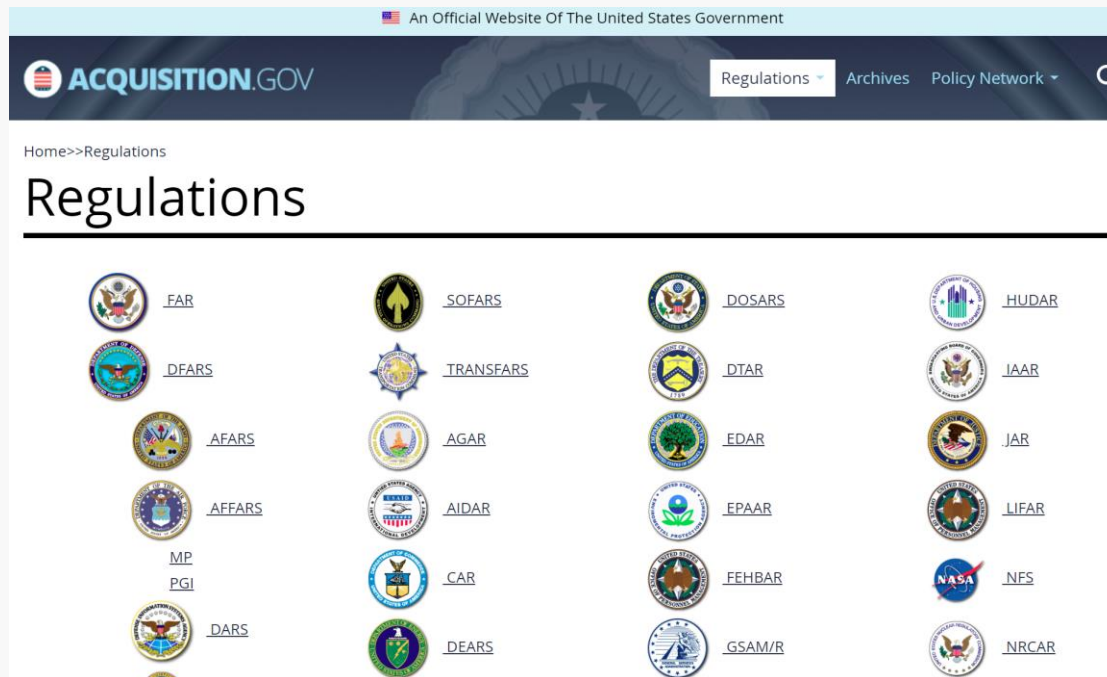 An Official Website Of The United States Government
ACQUISITION.GOV
Regulations
Archives
Policy Network
Home>>Regulations
Regulations
FAR
DFARS
AFARS
AFFARS
MP
PGI
DARS
SOFARS
TRANSFARS
AGAR
AIDAR
CAR
DEARS
DOSARS
DTAR
EDAR
EPAAR
FEHBAR
GSAM/R
HUDAR
IAAR
JAR
LIFAR
NFS
NASA
NRCAR